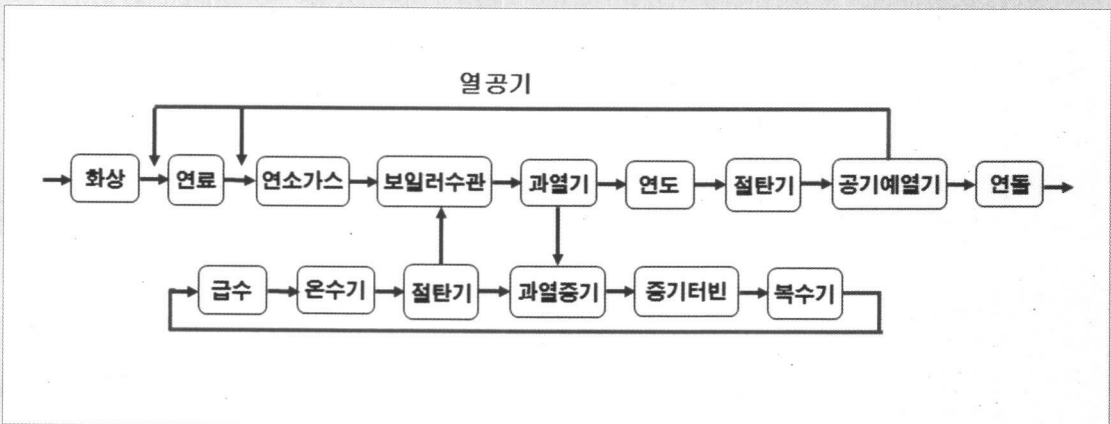 열공기
화상 연료 연소가스 보일러수관 과열기 연도 절탄기 공기예열기 연돌
급수 온수기 절탄기 과열증기 증기터빈 복수기